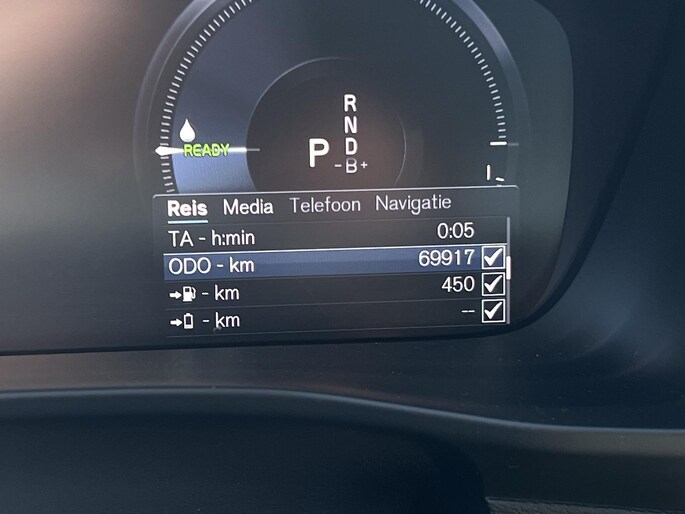 R
N
READY
P
D
-B+
Reis Media Telefoon Navigatie
TA - h:min 0:05
ODO - km 69917
- km 450
- km --